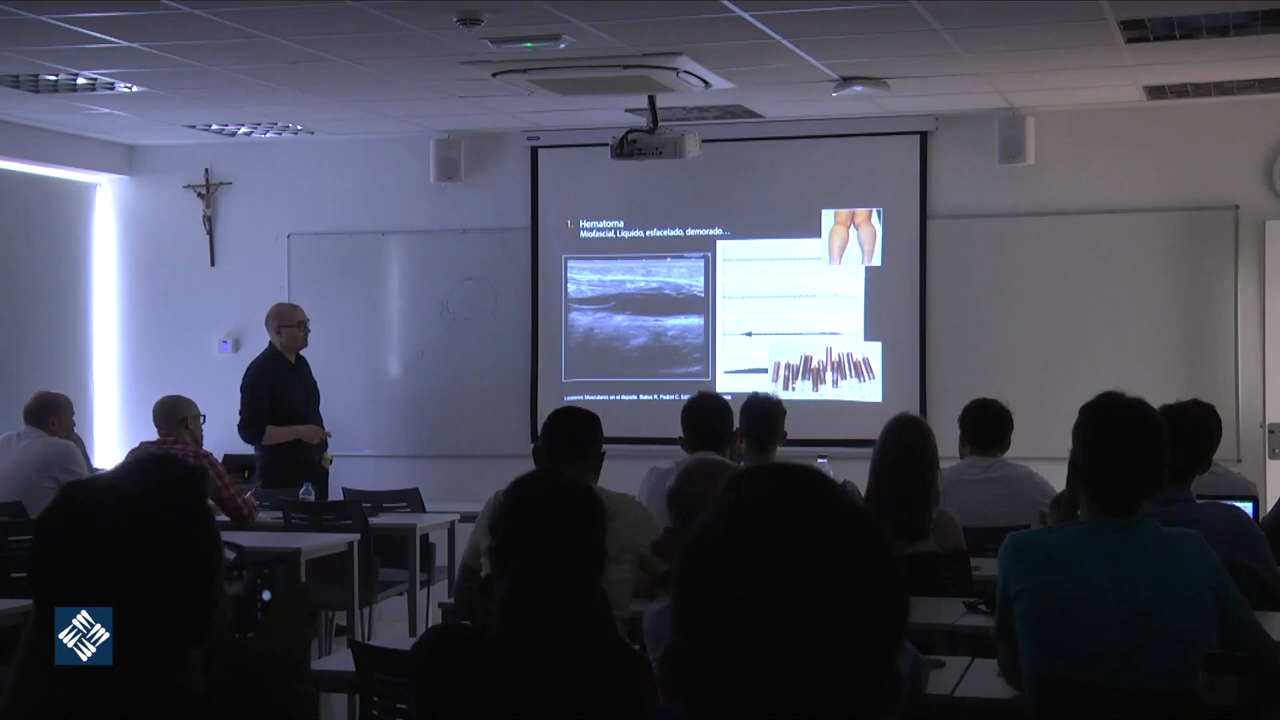 1. Hematoma
Miofascial, Líquido, esfacelado, demorado...
Lesiones Musculares en el deporte. Balius R, Pedret C.